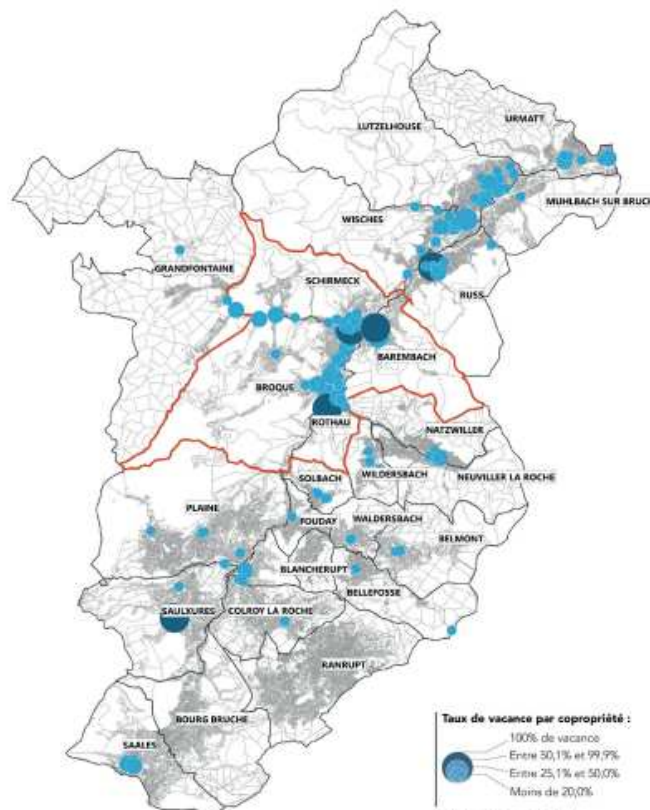 URMATT
LUTZELHOUSE
MUHLBACH SUR BRUCH
WISCHES
GRANDFONTAINE
SCHIRMECK
RUSS
BAREMBACH
BROQUE
ROTHAU
NATZWILLER
WILDERSBACH
NEUVILLER LA ROCHE
SOLBACH
PLAINE
FOUDAY
WALDERSBACH
BELMONT
BLANCHERUPT
BELLEFOSSE
SAULXURES
COLROY LA ROCHE
RANRUPT
BOURG BRUCHE
SAALES
Taux de vacance par copropriété :
100% de vacance
Entre 50,1% et 99,9%
Entre 25,1% et 50,0%
Moins de 20,0%